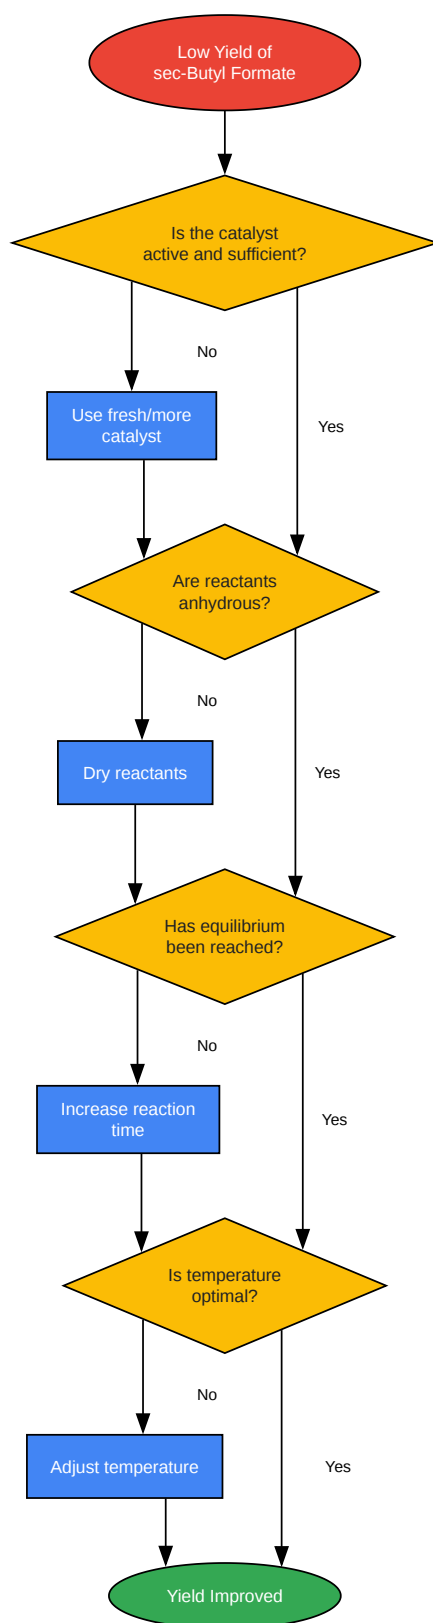 Low Yield of
sec-Butyl Formate
Is the catalyst
active and sufficient?
No
Use fresh/more
catalyst
Yes
Are reactants
anhydrous?
No
Dry reactants
Yes
Has equilibrium
been reached?
No
Increase reaction
time
Yes
Is temperature
optimal?
No
Adjust temperature
Yes
Yield Improved